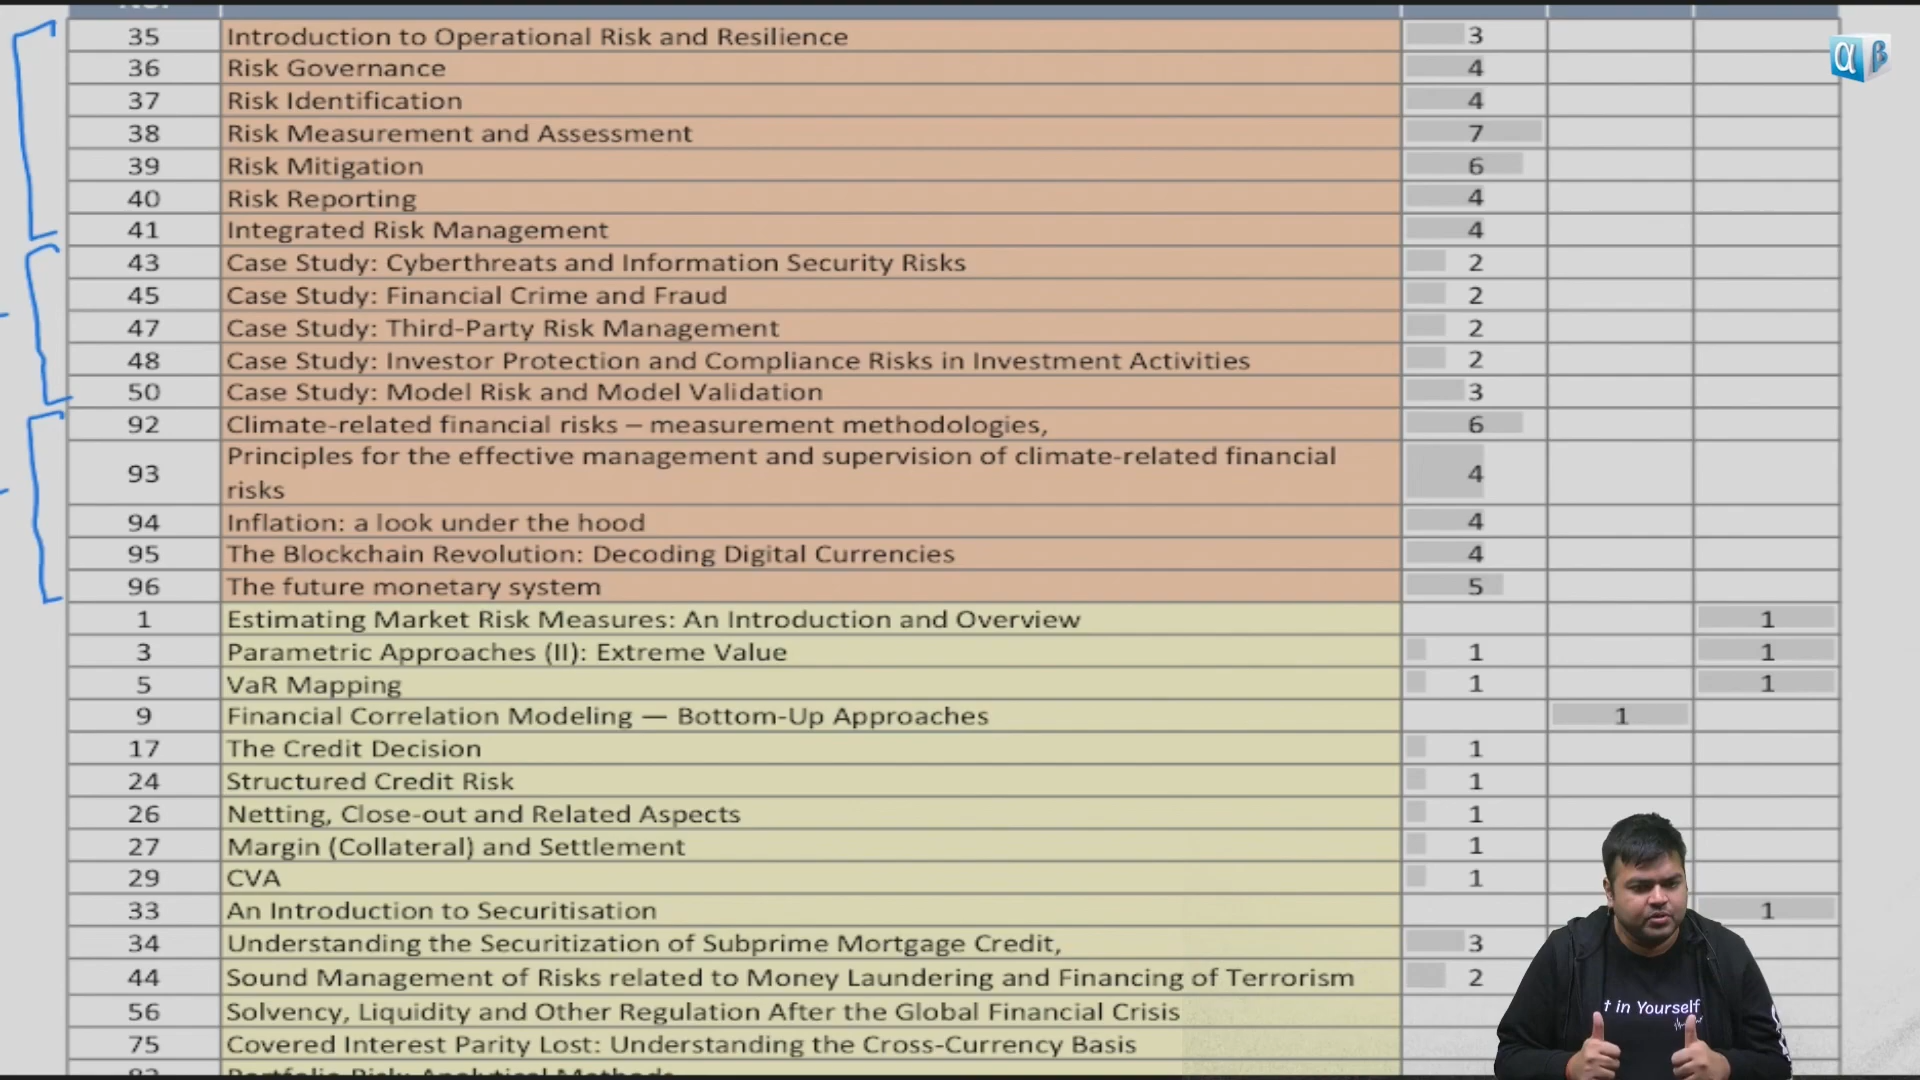 α β
35 Introduction to Operational Risk and Resilience 3
36 Risk Governance 4
37 Risk Identification 4
38 Risk Measurement and Assessment 7
39 Risk Mitigation 6
40 Risk Reporting 4
41 Integrated Risk Management 4
43 Case Study: Cyberthreats and Information Security Risks 2
45 Case Study: Financial Crime and Fraud 2
47 Case Study: Third-Party Risk Management 2
48 Case Study: Investor Protection and Compliance Risks in Investment Activities 2
50 Case Study: Model Risk and Model Validation 3
92 Climate-related financial risks – measurement methodologies, 6
93 Principles for the effective management and supervision of climate-related financial 4
risks
94 Inflation: a look under the hood 4
95 The Blockchain Revolution: Decoding Digital Currencies 4
96 The future monetary system 5
1 Estimating Market Risk Measures: An Introduction and Overview 1
3 Parametric Approaches (II): Extreme Value 1 1
5 VaR Mapping 1 1
9 Financial Correlation Modeling — Bottom-Up Approaches 1
17 The Credit Decision 1
24 Structured Credit Risk 1
26 Netting, Close-out and Related Aspects 1
27 Margin (Collateral) and Settlement 1
29 CVA 1
33 An Introduction to Securitisation 1
34 Understanding the Securitization of Subprime Mortgage Credit, 3
44 Sound Management of Risks related to Money Laundering and Financing of Terrorism 2
56 Solvency, Liquidity and Other Regulation After the Global Financial Crisis
75 Covered Interest Parity Lost: Understanding the Cross-Currency Basis
t in Yourself